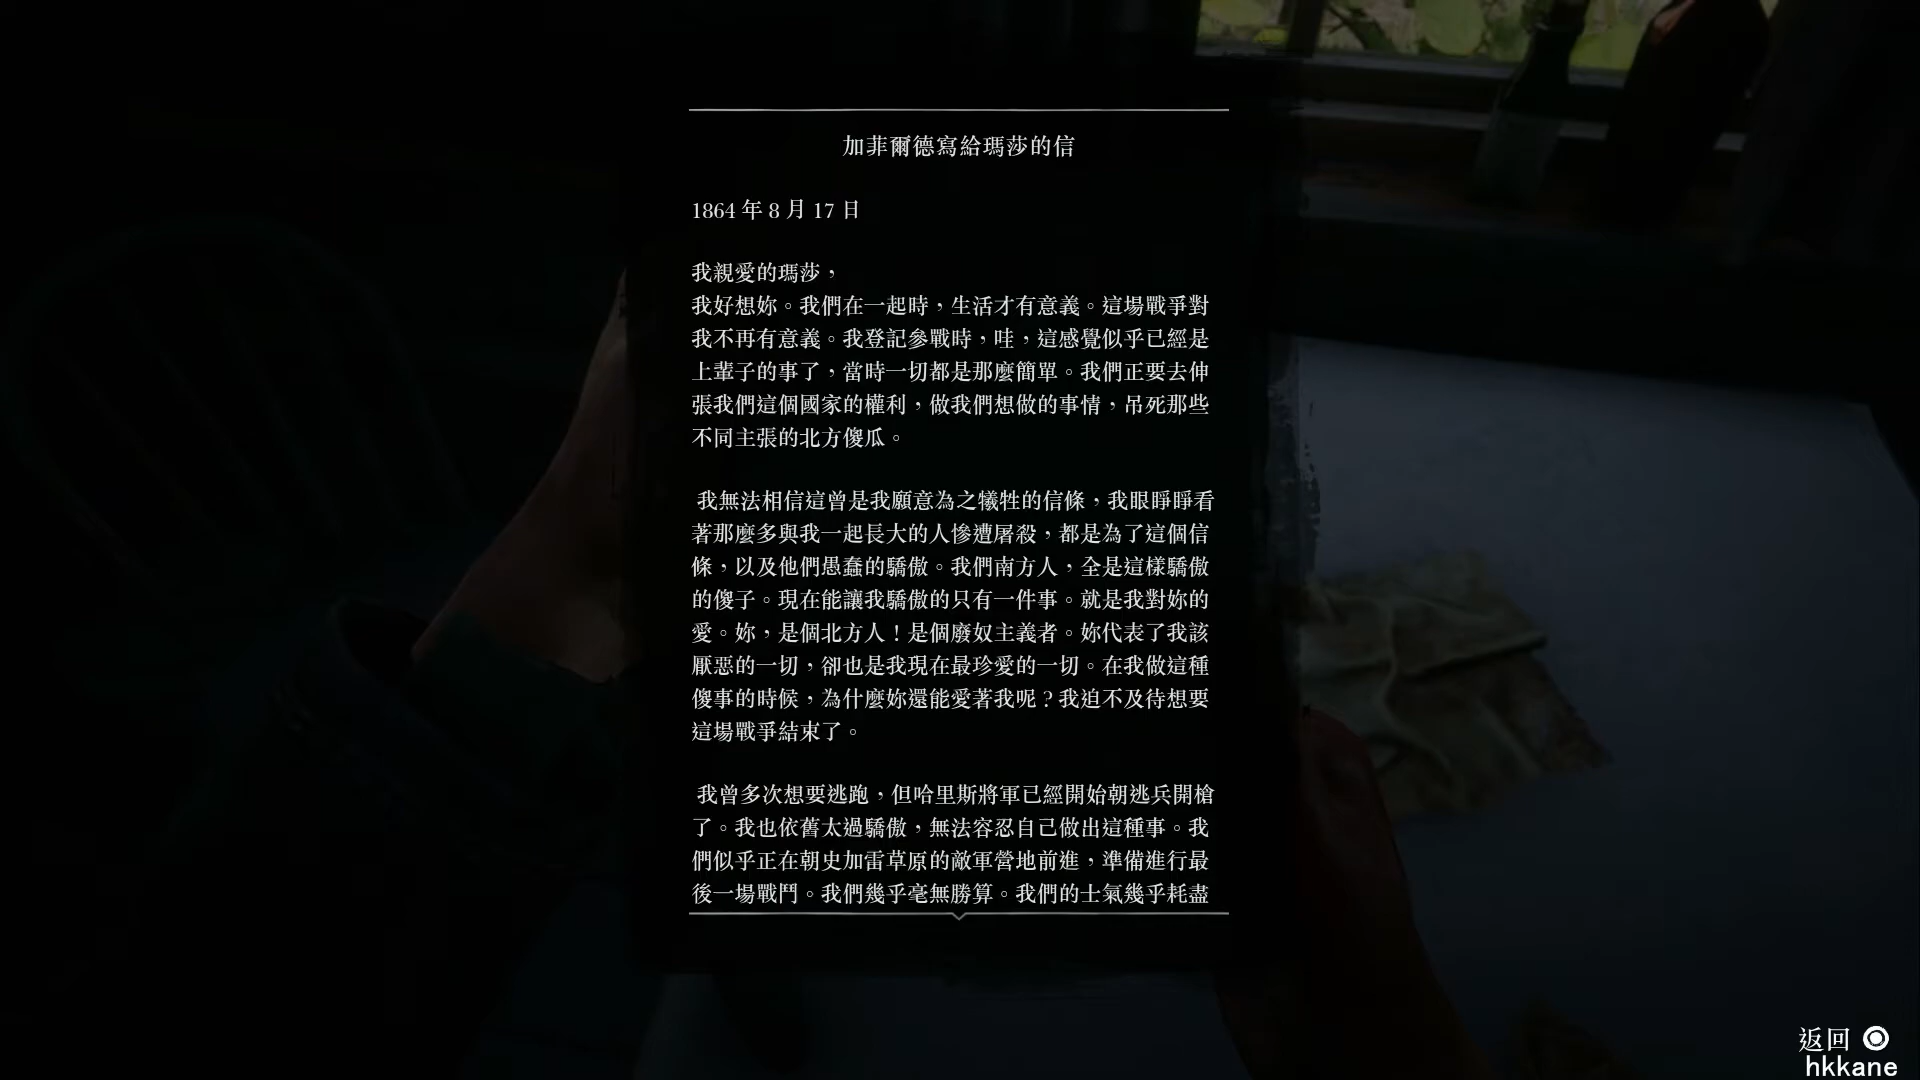 加菲爾德寫給瑪莎的信
1864 年 8 月 17 日
我親愛的瑪莎，
我好想妳。我們在一起時，生活才有意義。這場戰爭對
我不再有意義。我登記參戰時，哇，這感覺似乎已經是
上輩子的事了，當時一切都是那麼簡單。我們正要去伸
張我們這個國家的權利，做我們想做的事情，吊死那些
不同主張的北方傻瓜。
我無法相信這曾是我願意為之犧牲的信條，我眼睜睜看
著那麼多與我一起長大的人慘遭屠殺，都是為了這個信
條，以及他們愚蠢的驕傲。我們南方人，全是這樣驕傲
的傻子。現在能讓我驕傲的只有一件事。就是我對妳的
愛。妳，是個北方人！是個廢奴主義者。妳代表了我該
厭惡的一切，卻也是我現在最珍愛的一切。在我做這種
傻事的時候，為什麼妳還能愛著我呢？我迫不及待想要
這場戰爭結束了。
我曾多次想要逃跑，但哈里斯將軍已經開始朝逃兵開槍
了。我也依舊太過驕傲，無法容忍自己做出這種事。我
們似乎正在朝史加雷草原的敵軍營地前進，準備進行最
後一場戰鬥。我們幾乎毫無勝算。我們的士氣幾乎耗盡
返回
hkkane